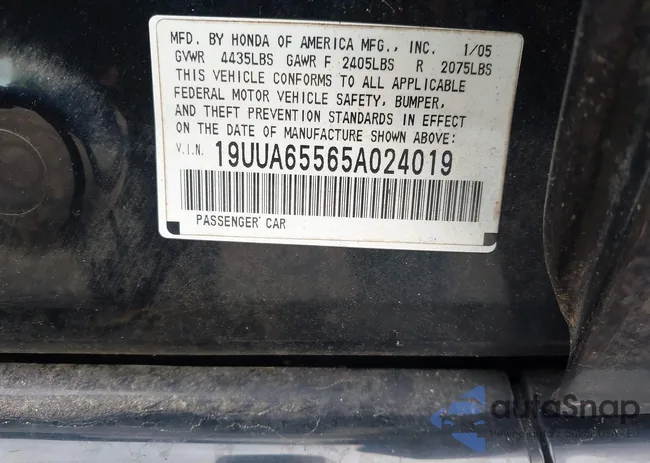 MFD. BY HONDA OF AMERICA MFG., INC. 1/05
GVWR 4435LBS GAWR F 2405LBS R 2075LBS
THIS VEHICLE CONFORMS TO ALL APPLICABLE
FEDERAL MOTOR VEHICLE SAFETY, BUMPER,
AND THEFT PREVENTION STANDARDS IN EFFECT
ON THE DATE OF MANUFACTURE SHOWN ABOVE:
V.I.N. 19UUA65565A024019
PASSENGER CAR
autoSnap